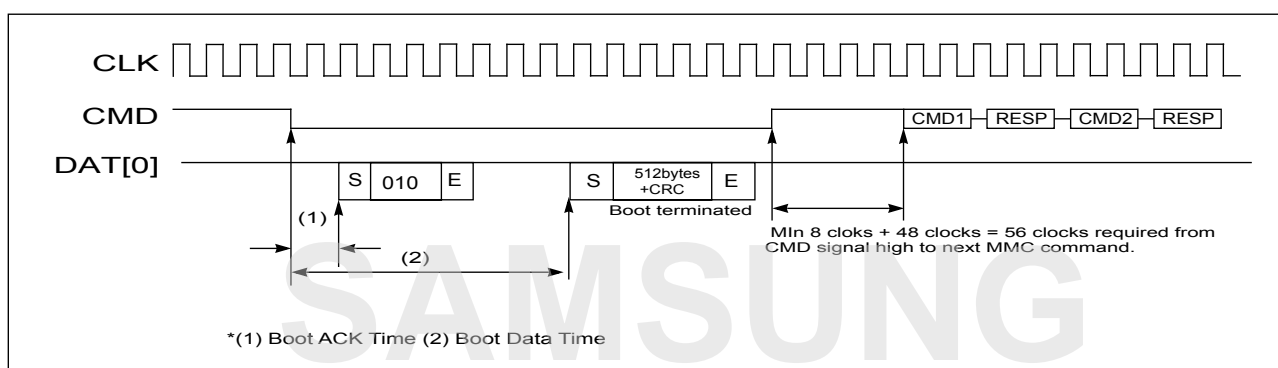 CLK
CMD
CMD1 RESP CMD2 RESP
DAT[0]
S 010 E
S 512bytes +CRC E
Boot terminated
(1)
(2)
MIn 8 cloks + 48 clocks = 56 clocks required from
CMD signal high to next MMC command.
SAMSUNG
*(1) Boot ACK Time (2) Boot Data Time